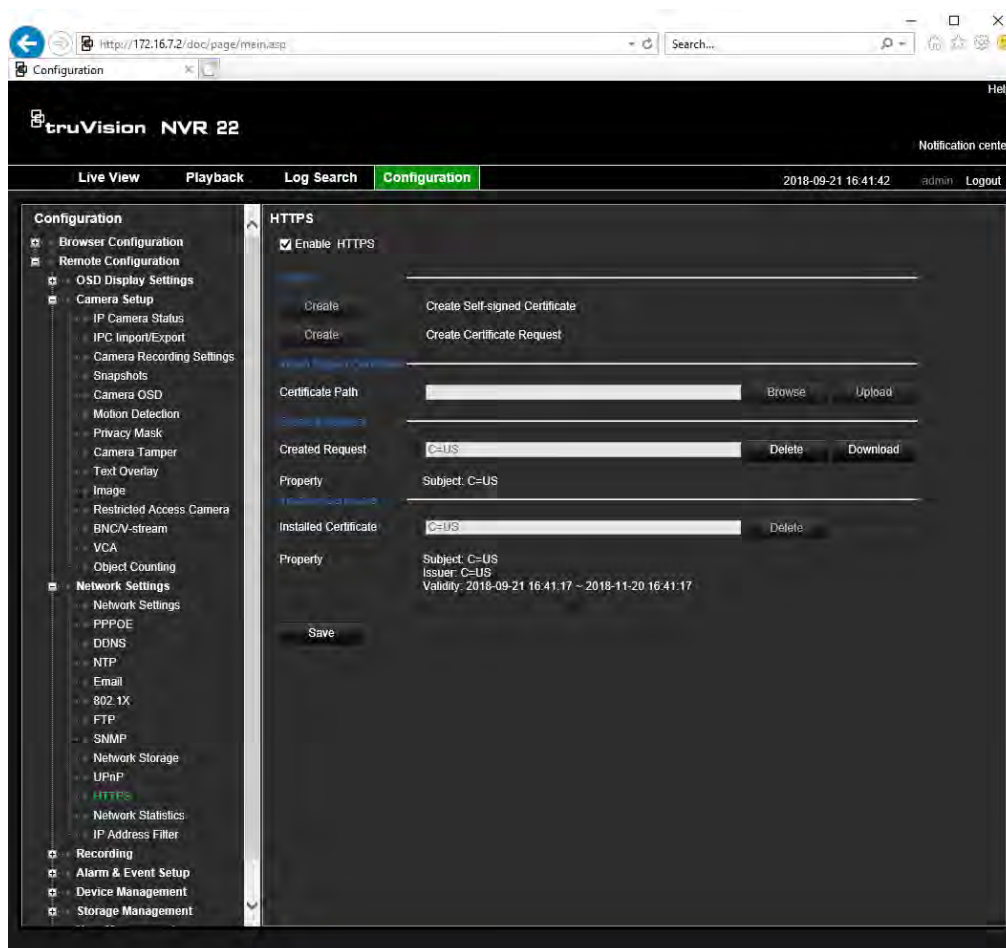 http://172.16.7.2/doc/page/main.asp
Search...
Configuration
Hel
truVision NVR 22
Notification cente
Live View Playback Log Search Configuration
2018-09-21 16:41:42 admin Logout
Configuration
Browser Configuration
Remote Configuration
OSD Display Settings
Camera Setup
IP Camera Status
IPC Import/Export
Camera Recording Settings
Snapshots
Camera OSD
Motion Detection
Privacy Mask
Camera Tamper
Text Overlay
Image
Restricted Access Camera
BNC/V-stream
VCA
Object Counting
Network Settings
Network Settings
PPPOE
DDNS
NTP
Email
802.1X
FTP
SNMP
Network Storage
UPnP
HTTPS
Network Statistics
IP Address Filter
Recording
Alarm & Event Setup
Device Management
Storage Management
HTTPS
Enable HTTPS
Create Create Self-signed Certificate
Create Create Certificate Request
Certificate Path Browse Upload
Created Request C=US Delete Download
Property Subject: C=US
Installed Certificate C=US Delete
Property Subject: C=US
Issuer: C=US
Validity: 2018-09-21 16:41:17 ~ 2018-11-20 16:41:17
Save